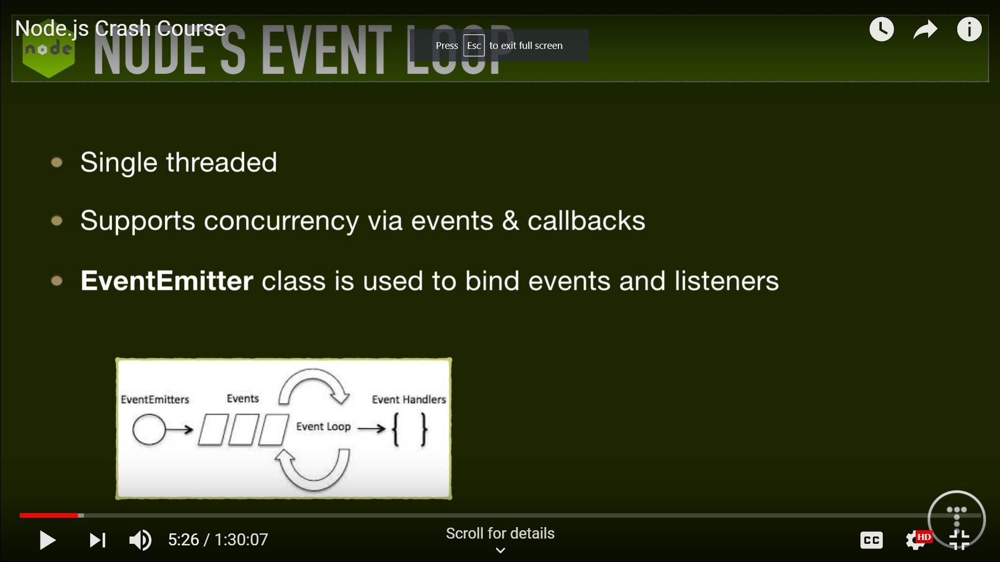 Node.js Crash Course
node
NODE'S EVENT LOOP
Press Esc to exit full screen
Single threaded
Supports concurrency via events & callbacks
EventEmitter class is used to bind events and listeners
EventEmitters
Events
Event Loop
Event Handlers
5:26 / 1:30:07
Scroll for details
CC
HD